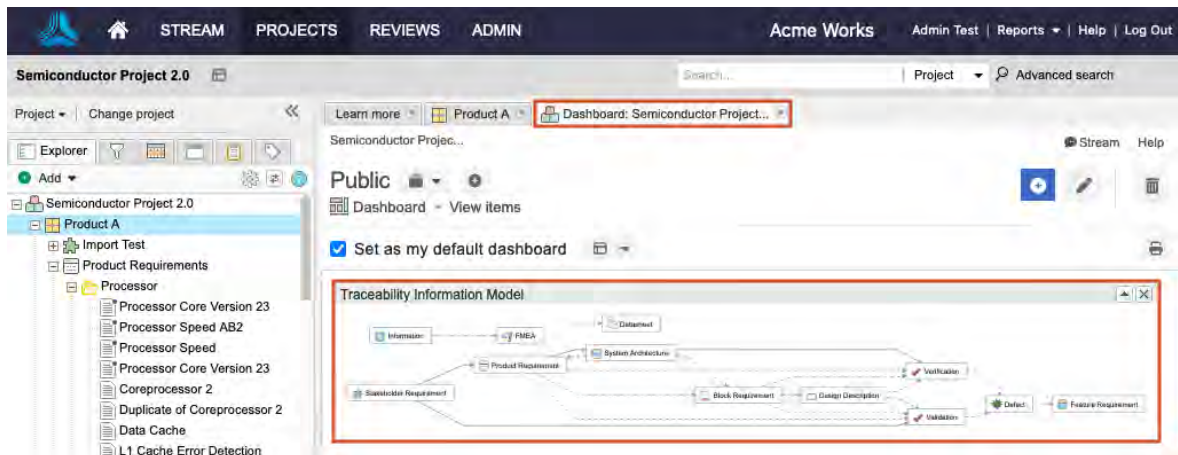 STREAM PROJECTS REVIEWS ADMIN Acme Works Admin Test | Reports | Help | Log Out
Semiconductor Project 2.0 Search... Project Advanced search
Project Change project
Learn more Product A Dashboard: Semiconductor Project...
Semiconductor Projec... Stream Help
Explorer
Add
Public
Dashboard - View items
Set as my default dashboard
Semiconductor Project 2.0
Product A
Import Test
Product Requirements
Processor
Processor Core Version 23
Processor Speed AB2
Processor Speed
Processor Core Version 23
Coreprocessor 2
Duplicate of Coreprocessor 2
Data Cache
L1 Cache Error Detection
Traceability Information Model
Datasheet
Information FMEA
System Architecture
Product Requirement
Verification
Stakeholder Requirement
Block Requirement Design Description
Defect Feature Requirement
Validation